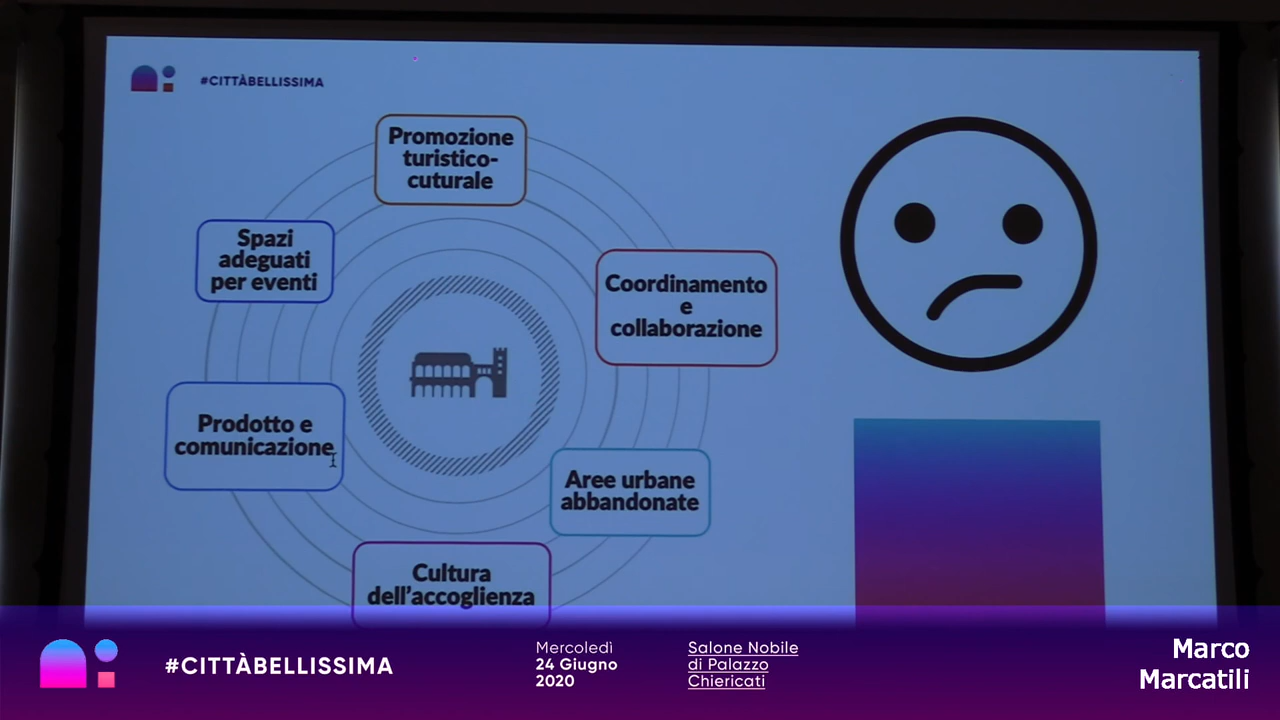 #CITTÀBELLISSIMA
Promozione
turistico-
cuturale
Spazi
adeguati
per eventi
Coordinamento
e
collaborazione
Prodotto e
comunicazione
Aree urbane
abbandonate
Cultura
dell'accoglienza
#CITTÀBELLISSIMA
Mercoledì
24 Giugno
2020
Salone Nobile
di Palazzo
Chiericati
Marco
Marcatili